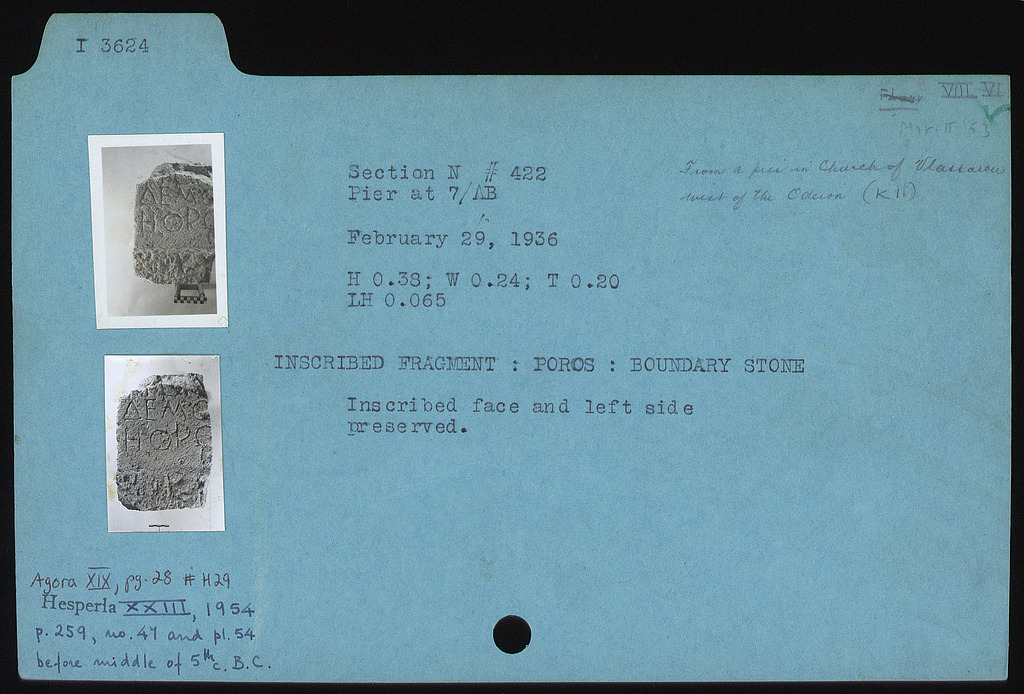 I 3624
VIII VI
Section N # 422
Pier at 7/ΛB
February 29, 1936
H 0.38; W 0.24; T 0.20
LH 0.065
From a pier in Church of Vlassarou
west of the Odeion (K 11)
INSCRIBED FRAGMENT : POROS : BOUNDARY STONE
Inscribed face and left side
preserved.
ΔΕΜΟ
ΗΟΡΟ
Agora XIX, pg. 28 # H29
Hesperia XXIII, 1954
p. 259, no. 47 and pl. 54
before middle of 5th c. B.C.